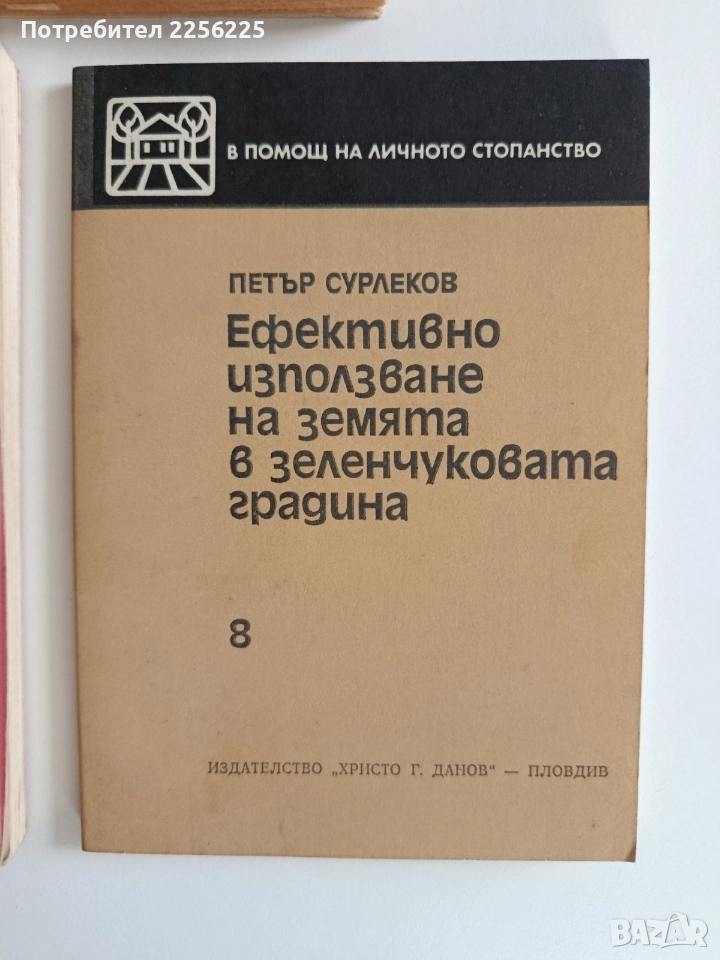 Потребител 2256225
В ПОМОЩ НА ЛИЧНОТО СТОПАНСТВО
ПЕТЪР СУРЛЕКОВ
Ефективно
използване
на земята
в зеленчуковата
градина
8
ИЗДАТЕЛСТВО „ХРИСТО Г. ДАНОВ“ — ПЛОВДИВ
BAZAR